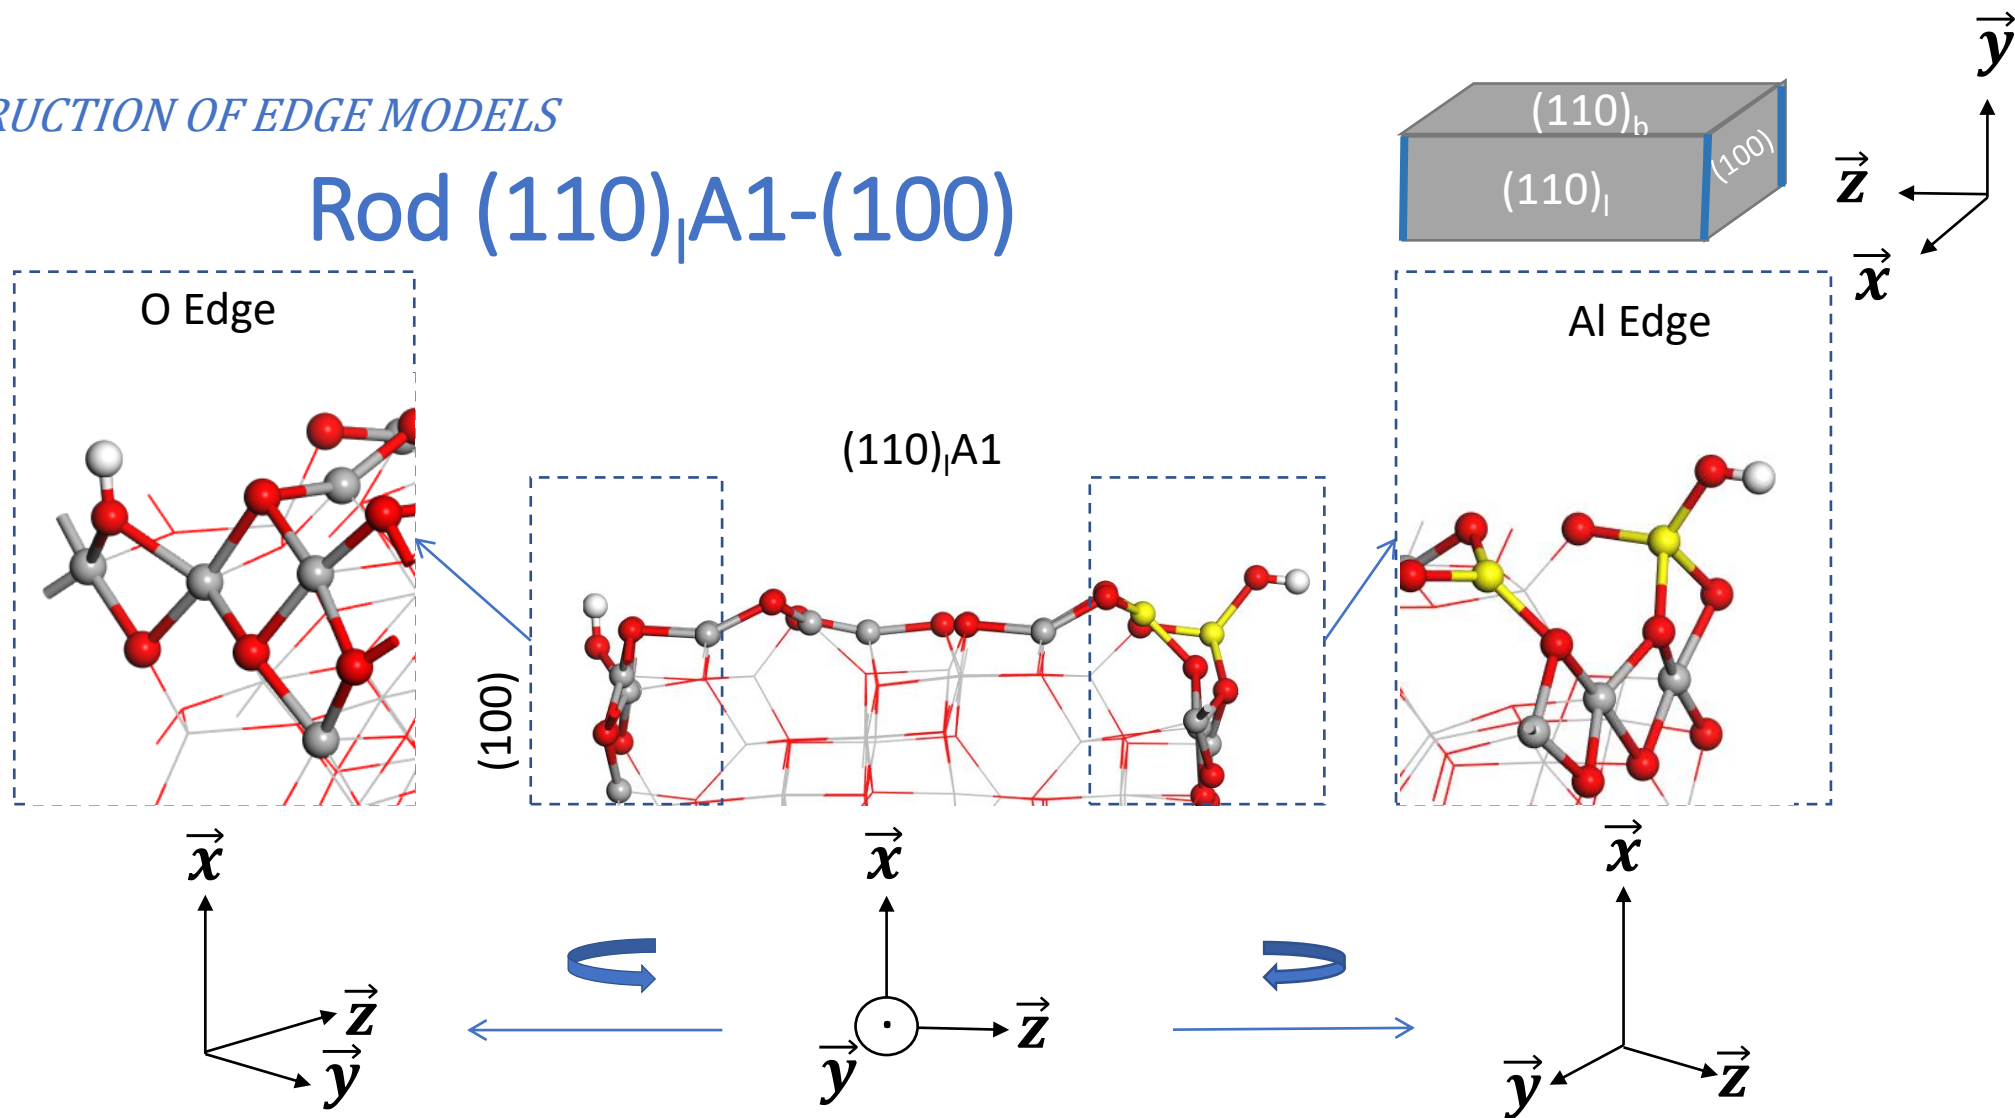 RUCTION OF EDGE MODELS
Rod (110)lA1-(100)
(110)b
(110)l
(100)
y
z
x
O Edge
(110)lA1
Al Edge
(100)
x
z
y
x
z
y
x
y
z